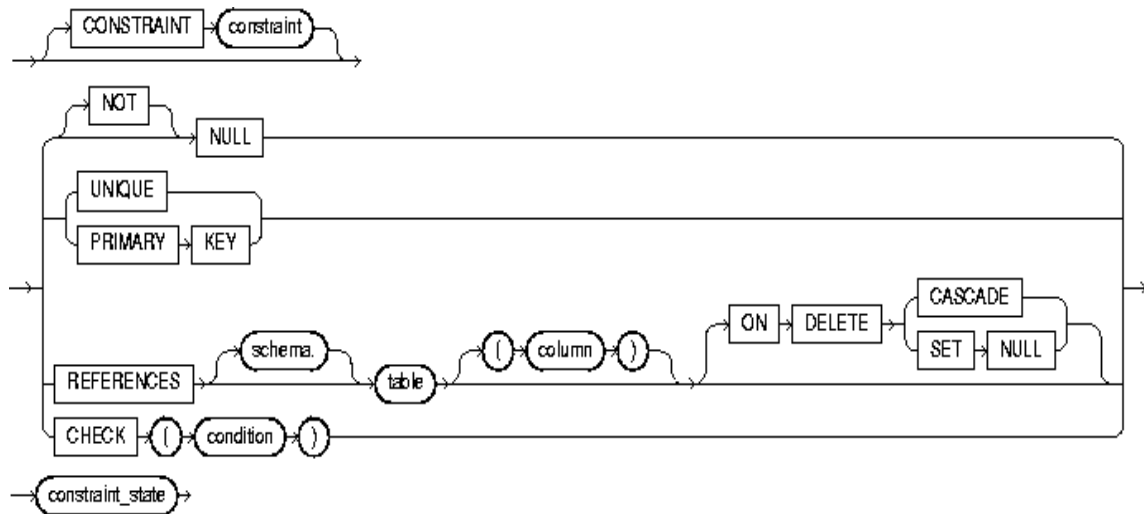 CONSTRAINT constraint
NOT
NULL
UNIQUE
PRIMARY KEY
CASCADE
ON DELETE
SET NULL
schema. ( column )
REFERENCES table
CHECK ( condition )
constraint_state